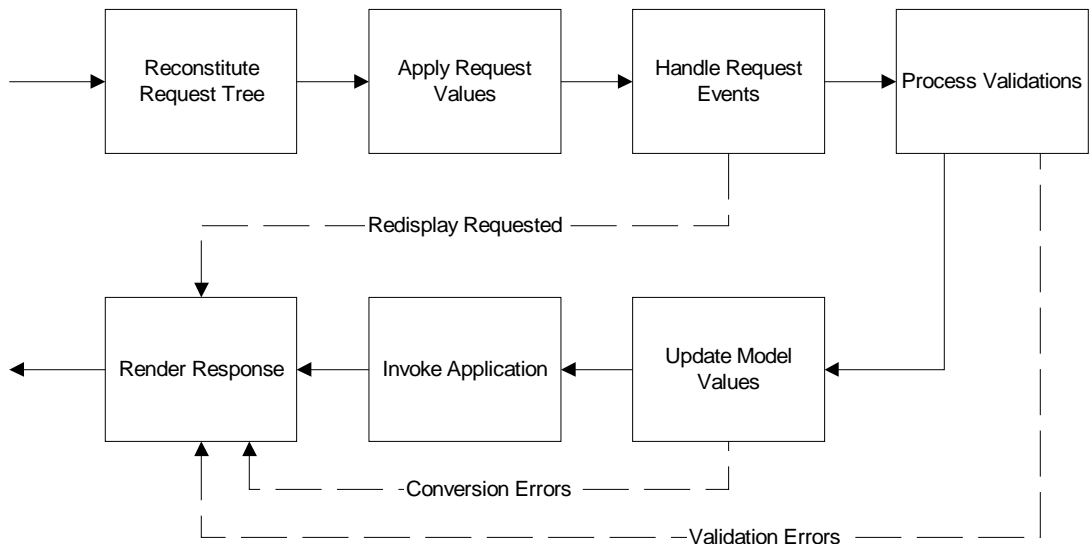 Reconstitute
Request Tree
Apply Request
Values
Handle Request
Events
Process Validations
Redisplay Requested
Render Response
Invoke Application
Update Model
Values
Conversion Errors
Validation Errors